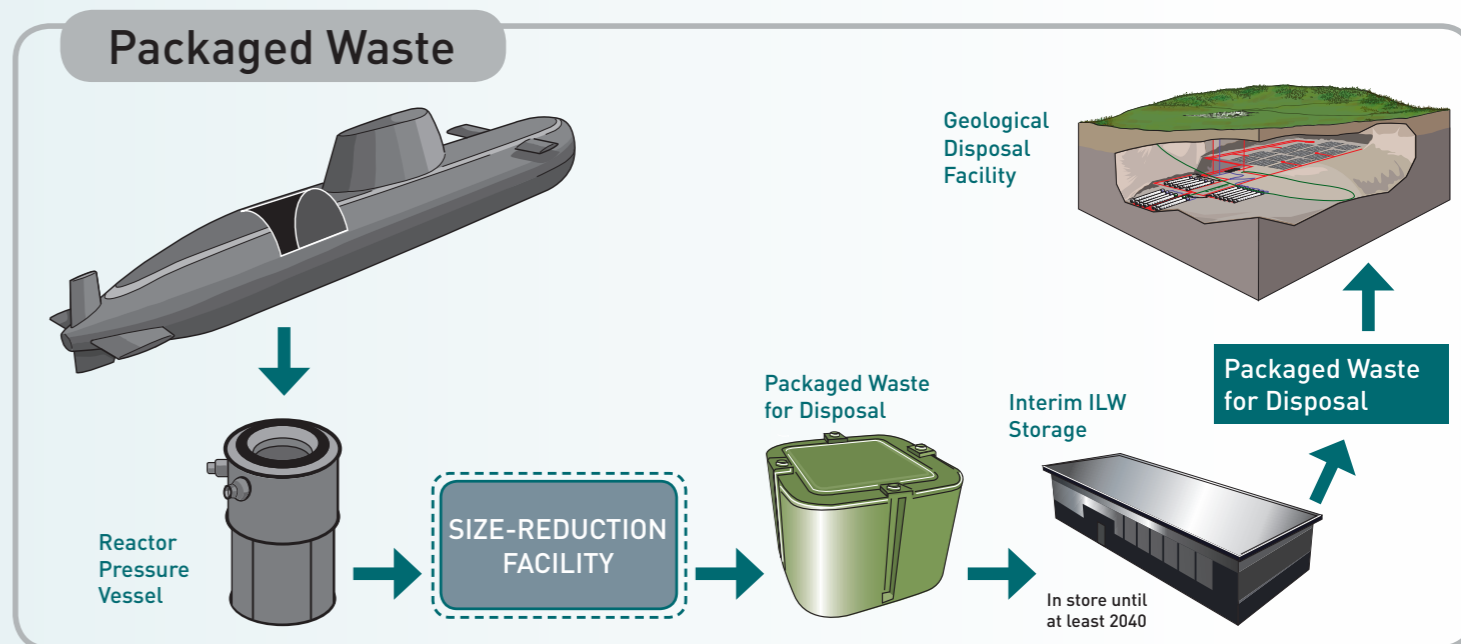 Packaged Waste
Geological
Disposal
Facility
Packaged Waste
for Disposal
Packaged Waste
for Disposal
Interim ILW
Storage
Reactor
Pressure
Vessel
SIZE-REDUCTION
FACILITY
In store until
at least 2040